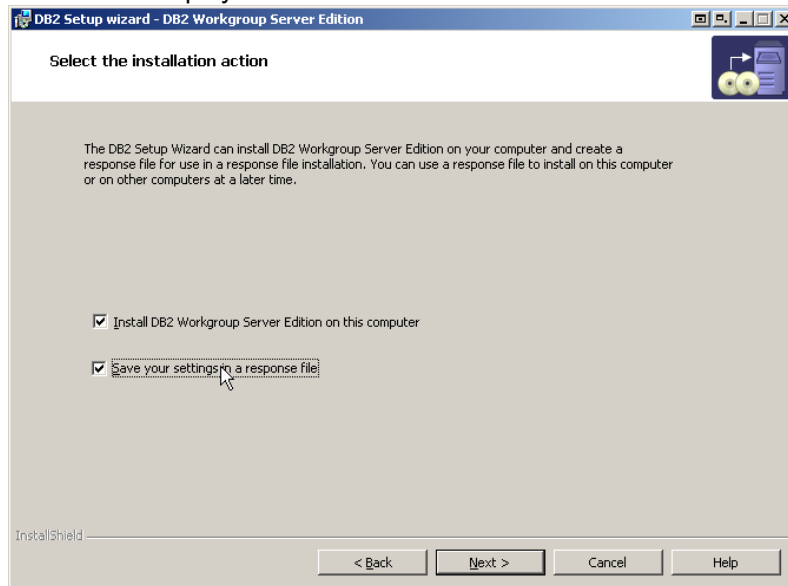 DB2 Setup wizard - DB2 Workgroup Server Edition
Select the installation action
The DB2 Setup Wizard can install DB2 Workgroup Server Edition on your computer and create a
response file for use in a response file installation. You can use a response file to install on this computer
or on other computers at a later time.
Install DB2 Workgroup Server Edition on this computer
Save your settings in a response file
InstallShield
< Back Next > Cancel Help